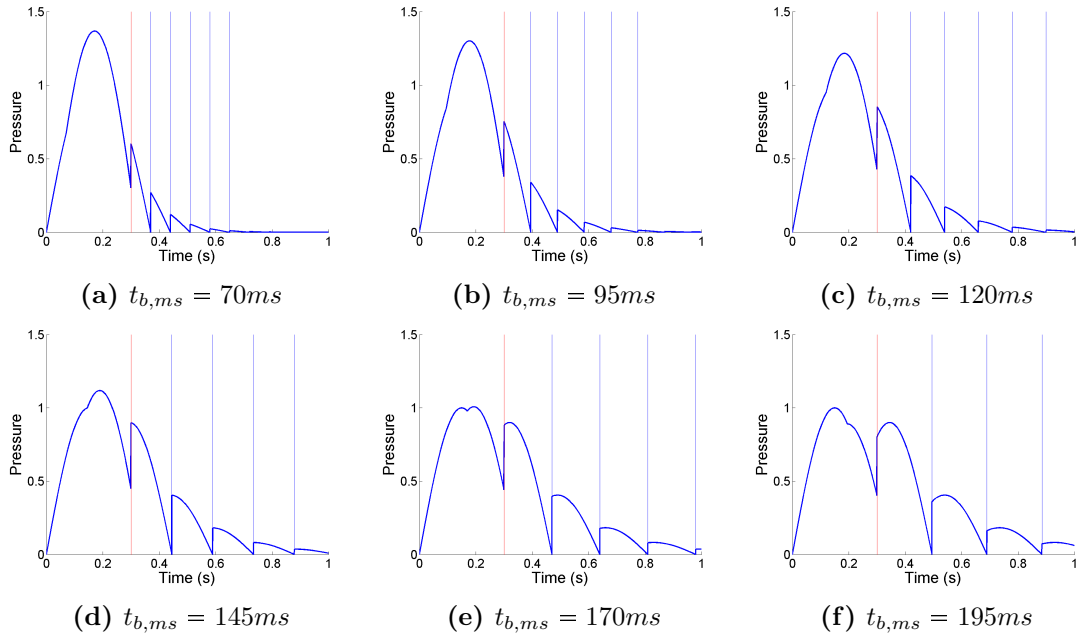 1.5
1
0.5
0
Pressure
0 0.2 0.4 0.6 0.8 1
Time (s)
(a) t_{b,ms} = 70ms
1.5
1
0.5
0
Pressure
0 0.2 0.4 0.6 0.8 1
Time (s)
(b) t_{b,ms} = 95ms
1.5
1
0.5
0
Pressure
0 0.2 0.4 0.6 0.8 1
Time (s)
(c) t_{b,ms} = 120ms
1.5
1
0.5
0
Pressure
0 0.2 0.4 0.6 0.8 1
Time (s)
(d) t_{b,ms} = 145ms
1.5
1
0.5
0
Pressure
0 0.2 0.4 0.6 0.8 1
Time (s)
(e) t_{b,ms} = 170ms
1.5
1
0.5
0
Pressure
0 0.2 0.4 0.6 0.8 1
Time (s)
(f) t_{b,ms} = 195ms